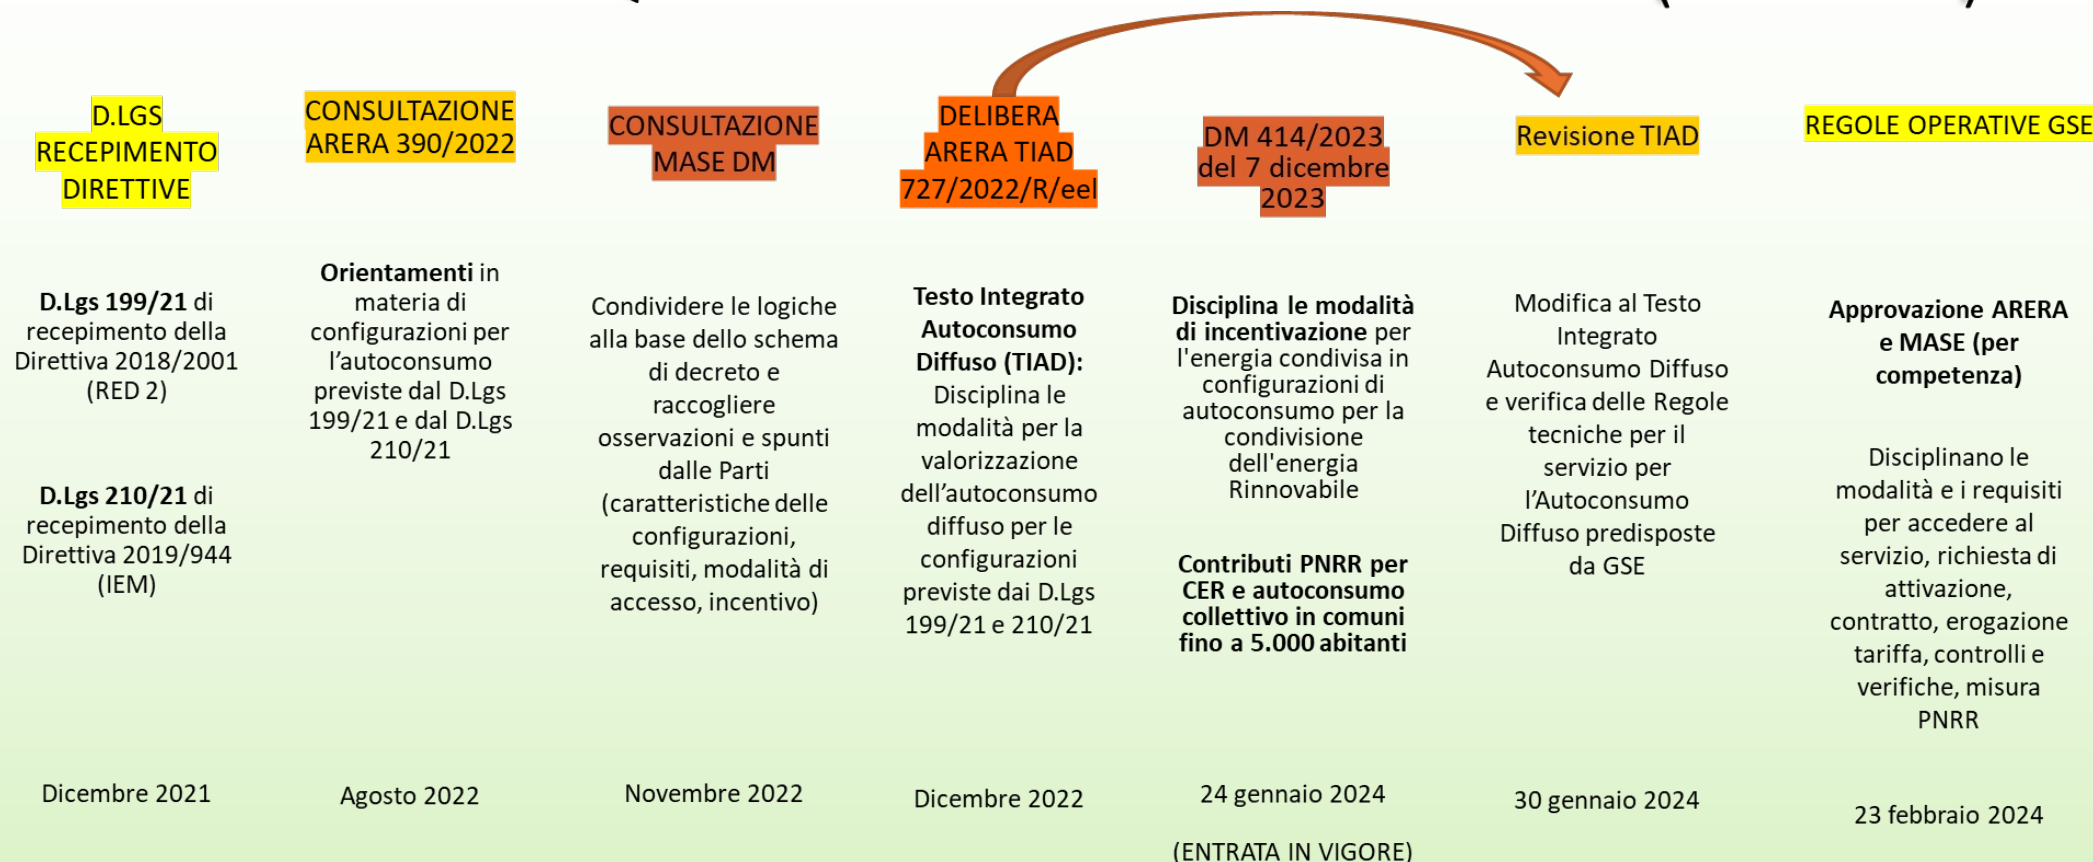 D.LGS
RECEPIMENTO
DIRETTIVE
D.Lgs 199/21 di
recepimento della
Direttiva 2018/2001
(RED 2)
D.Lgs 210/21 di
recepimento della
Direttiva 2019/944
(IEM)
Dicembre 2021
CONSULTAZIONE
ARERA 390/2022
Orientamenti in
materia di
configurazioni per
l’autoconsumo
previste dal D.Lgs
199/21 e dal D.Lgs
210/21
Agosto 2022
CONSULTAZIONE
MASE DM
Condividere le logiche
alla base dello schema
di decreto e
raccogliere
osservazioni e spunti
dalle Parti
(caratteristiche delle
configurazioni,
requisiti, modalità di
accesso, incentivo)
Novembre 2022
DELIBERA
ARERA TIAD
727/2022/R/eel
Testo Integrato
Autoconsumo
Diffuso (TIAD):
Disciplina le
modalità per la
valorizzazione
dell’autoconsumo
diffuso per le
configurazioni
previste dai D.Lgs
199/21 e 210/21
Dicembre 2022
DM 414/2023
del 7 dicembre
2023
Disciplina le modalità
di incentivazione per
l'energia condivisa in
configurazioni di
autoconsumo per la
condivisione
dell'energia
Rinnovabile
Contributi PNRR per
CER e autoconsumo
collettivo in comuni
fino a 5.000 abitanti
24 gennaio 2024
(ENTRATA IN VIGORE)
Revisione TIAD
Modifica al Testo
Integrato
Autoconsumo Diffuso
e verifica delle Regole
tecniche per il
servizio per
l’Autoconsumo
Diffuso predisposte
da GSE
30 gennaio 2024
REGOLE OPERATIVE GSE
Approvazione ARERA
e MASE (per
competenza)
Disciplinano le
modalità e i requisiti
per accedere al
servizio, richiesta di
attivazione,
contratto, erogazione
tariffa, controlli e
verifiche, misura
PNRR
23 febbraio 2024